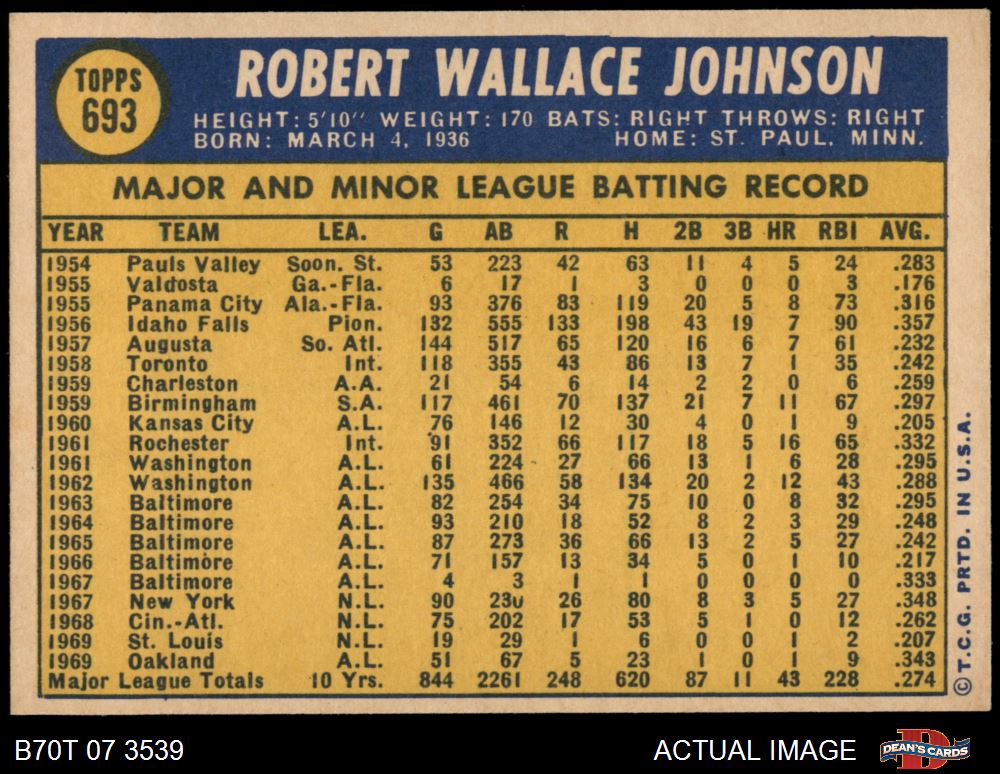 TOPPS
693
ROBERT WALLACE JOHNSON
HEIGHT: 5'10" WEIGHT: 170 BATS: RIGHT THROWS: RIGHT
BORN: MARCH 4, 1936 HOME: ST. PAUL, MINN.
MAJOR AND MINOR LEAGUE BATTING RECORD
YEAR TEAM LEA. G AB R H 2B 3B HR RBI AVG.
1954 Pauls Valley Soon. St. 53 223 42 63 11 4 5 24 .283
1955 Valdosta Ga.-Fla. 6 17 1 3 0 0 0 3 .176
1955 Panama City Ala.-Fla. 93 376 83 119 20 5 8 73 .316
1956 Idaho Falls Pion. 132 555 133 198 43 19 7 90 .357
1957 Augusta So. Atl. 144 517 65 120 16 6 7 61 .232
1958 Toronto Int. 118 355 43 86 13 7 1 35 .242
1959 Charleston A.A. 21 54 6 14 2 2 0 6 .259
1959 Birmingham S.A. 117 461 70 137 21 7 11 67 .297
1960 Kansas City A.L. 76 146 12 30 4 0 1 9 .205
1961 Rochester Int. 91 352 66 117 18 5 16 65 .332
1961 Washington A.L. 61 224 27 66 13 1 6 28 .295
1962 Washington A.L. 135 466 58 134 20 2 12 43 .288
1963 Baltimore A.L. 82 254 34 75 10 0 8 32 .295
1964 Baltimore A.L. 93 210 18 52 8 2 3 29 .248
1965 Baltimore A.L. 87 273 36 66 13 2 5 27 .242
1966 Baltimore A.L. 71 157 13 34 5 0 1 10 .217
1967 Baltimore A.L. 4 3 1 1 0 0 0 0 .333
1967 New York N.L. 90 230 26 80 8 3 5 27 .348
1968 Cin.-Atl. N.L. 75 202 17 53 5 1 0 12 .262
1969 St. Louis N.L. 19 29 1 6 0 0 1 2 .207
1969 Oakland A.L. 51 67 5 23 1 0 1 9 .343
Major League Totals 10 Yrs. 844 2261 248 620 87 11 43 228 .274
© T.C.G. PRTD. IN U.S.A.
B70T 07 3539 ACTUAL IMAGE
DEAN'S CARDS